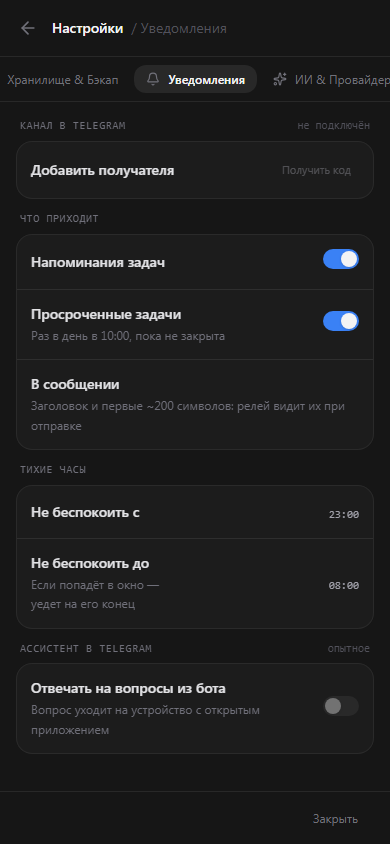 Настройки / Уведомления
Хранилище & Бэкап Уведомления ИИ & Провайдер
КАНАЛ В TELEGRAM не подключён
Добавить получателя Получить код
ЧТО ПРИХОДИТ
Напоминания задач
Просроченные задачи
Раз в день в 10:00, пока не закрыта
В сообщении
Заголовок и первые ~200 символов: релей видит их при
отправке
ТИХИЕ ЧАСЫ
Не беспокоить с 23:00
Не беспокоить до
Если попадёт в окно —
уедет на его конец
08:00
АССИСТЕНТ В TELEGRAM опытное
Отвечать на вопросы из бота
Вопрос уходит на устройство с открытым
приложением
Закрыть